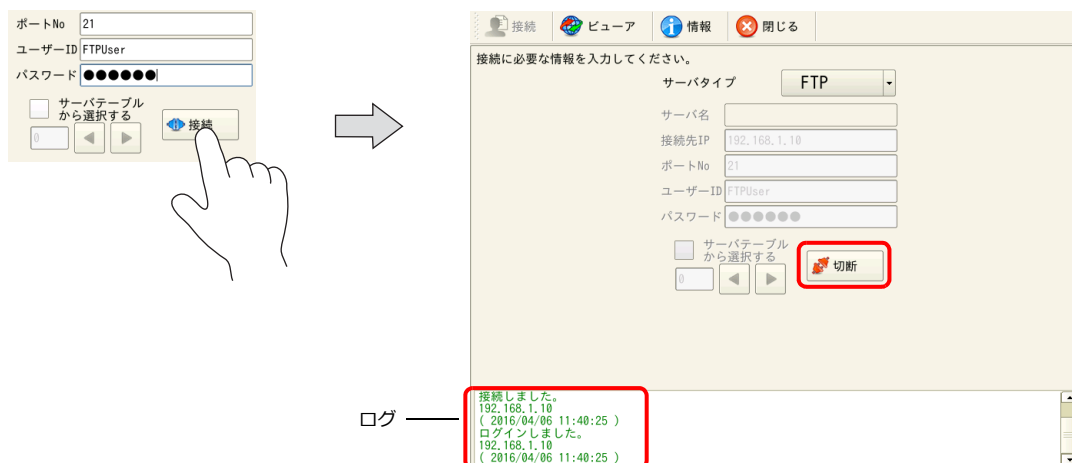 ポートNo 21
ユーザーID FTPUser
パスワード ●●●●●●
サーバテーブル
から選択する
0
接続
接続 ビューア 情報 閉じる
接続に必要な情報を入力してください。
サーバタイプ FTP
サーバ名
接続先IP 192.168.1.10
ポートNo 21
ユーザーID FTPUser
パスワード ●●●●●●
サーバテーブル
から選択する
0
切断
ログ
接続しました。
192.168.1.10
( 2016/04/06 11:40:25 )
ログインしました。
192.168.1.10
( 2016/04/06 11:40:25 )